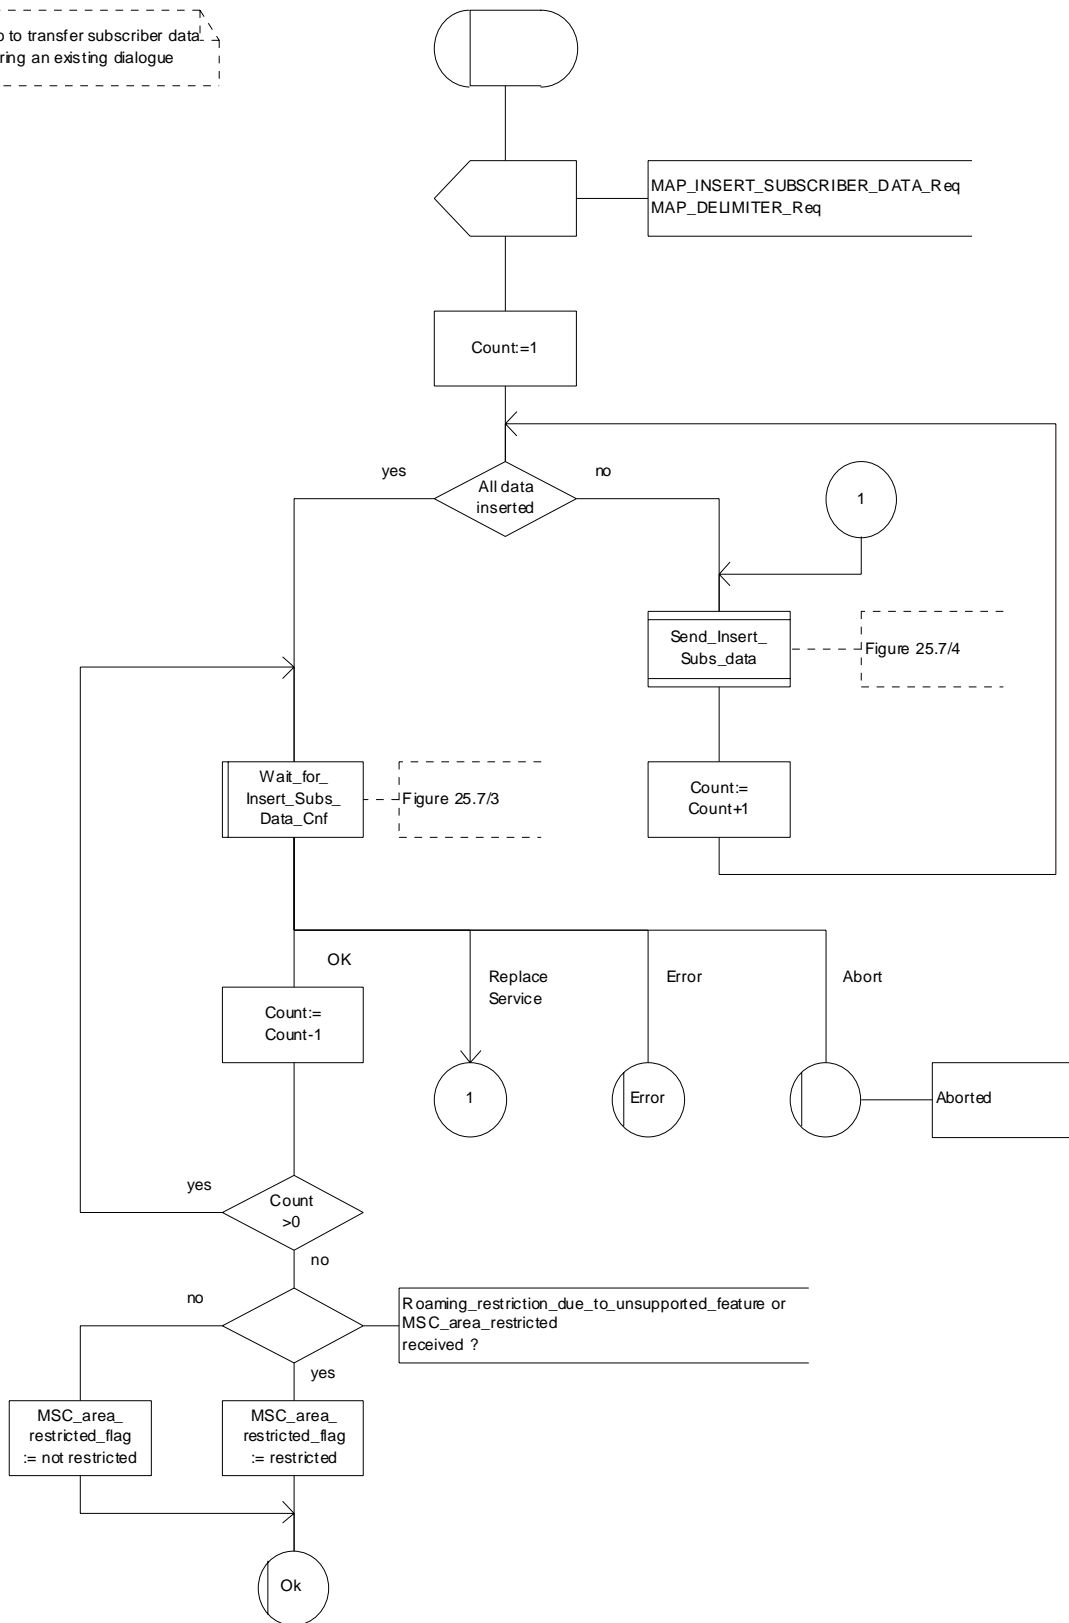 to transfer subscriber data
an existing dialogue
MAP_INSERT_SUBSCRIBER_DATA_Req
MAP_DELIMITER_Req
Count:=1
yes
no
All data
inserted
1
Send_Insert_
Subs_data
Figure 25.7/4
Wait_for_
Insert_Subs_
Data_Cnf
Figure 25.7/3
Count:=
Count+1
OK
Replace
Service
Error
Abort
Count:=
Count-1
1
Error
Aborted
yes
Count
>0
no
no
Roaming_restriction_due_to_unsupported_feature or
MSC_area_restricted
received ?
yes
MSC_area_
restricted_flag
:= not restricted
MSC_area_
restricted_flag
:= restricted
Ok